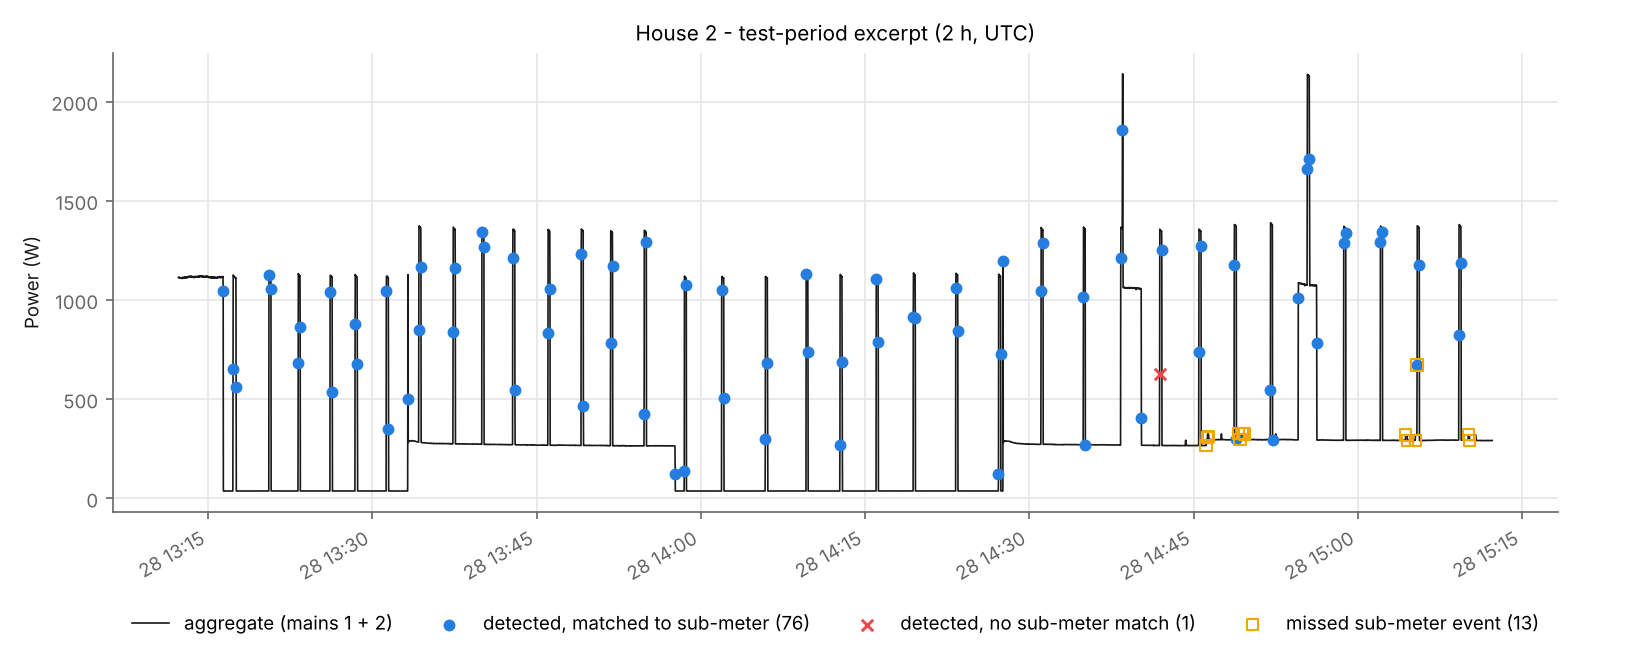 House 2 - test-period excerpt (2 h, UTC)
Power (W)
2000
1500
1000
500
0
28 13:15
28 13:30
28 13:45
28 14:00
28 14:15
28 14:30
28 14:45
28 15:00
28 15:15
aggregate (mains 1 + 2)
detected, matched to sub-meter (76)
detected, no sub-meter match (1)
missed sub-meter event (13)